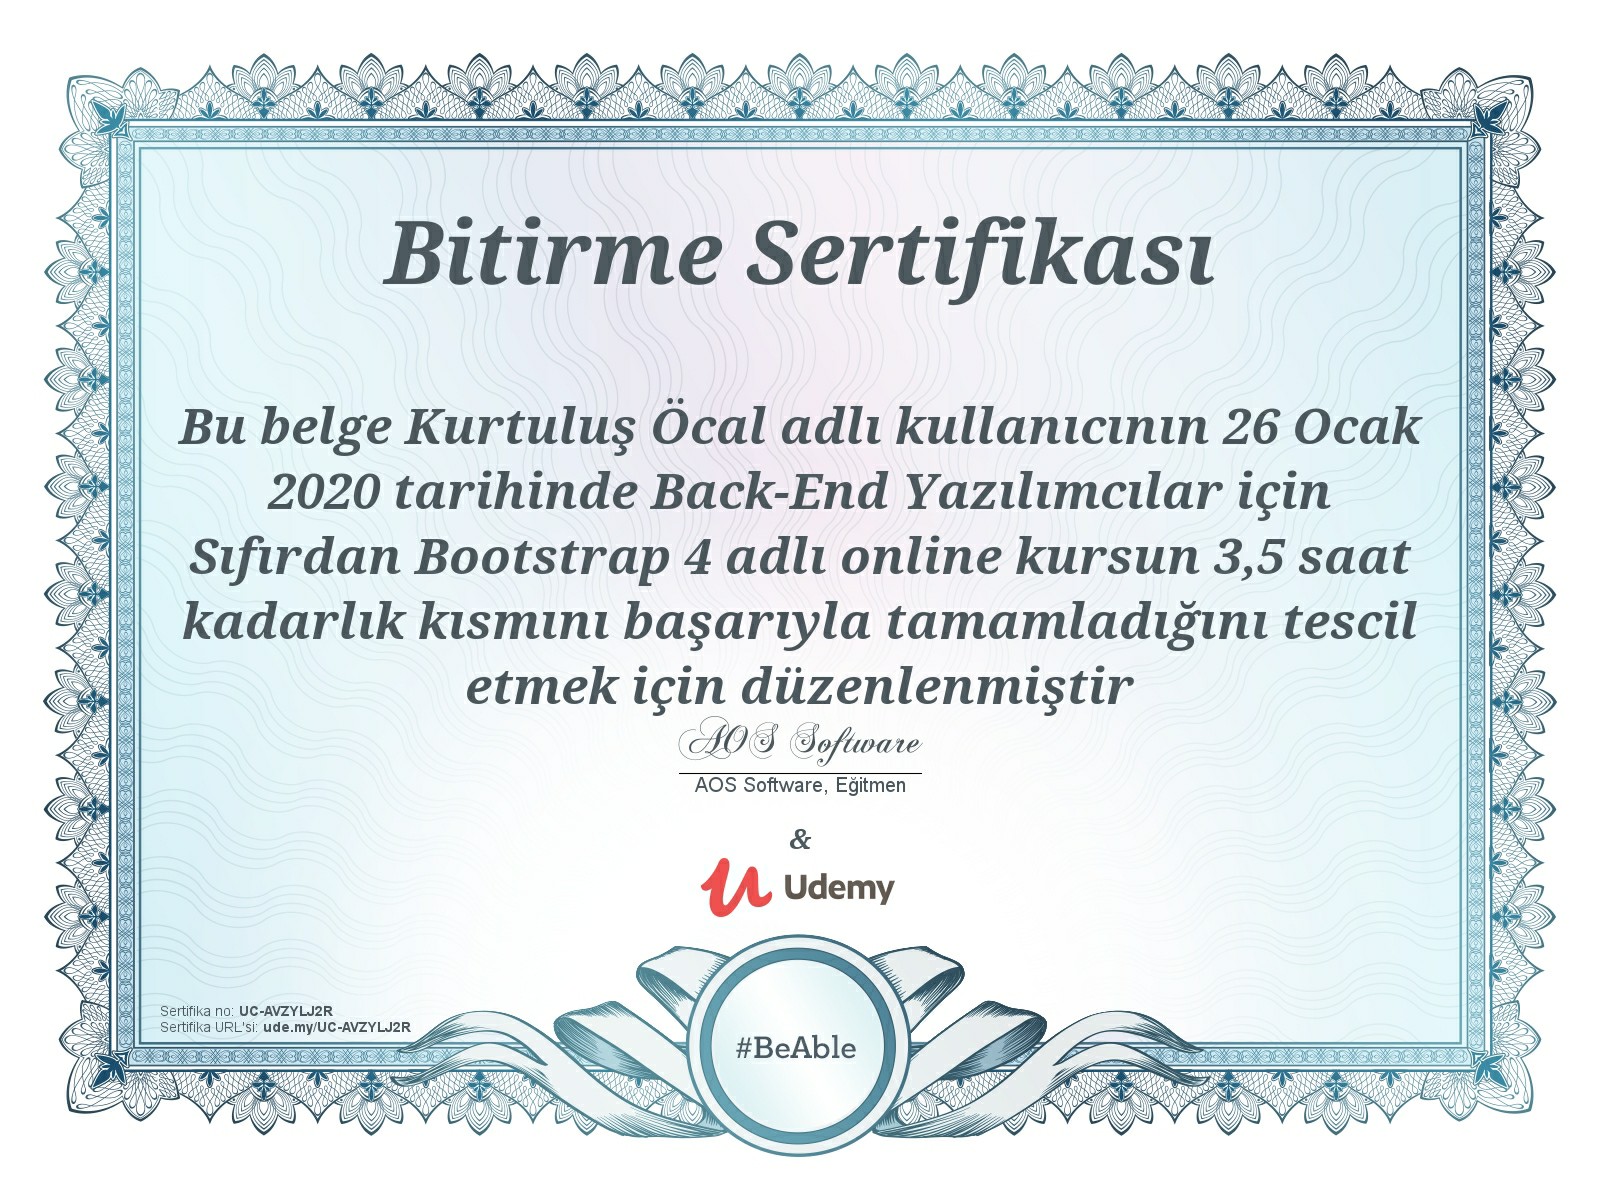 Bitirme Sertifikası
Bu belge Kurtuluş Öcal adlı kullanıcının 26 Ocak
2020 tarihinde Back-End Yazılımcılar için
Sıfırdan Bootstrap 4 adlı online kursun 3,5 saat
kadarlık kısmını başarıyla tamamladığını tescil
etmek için düzenlenmiştir
AOS Software
AOS Software, Eğitmen
&
Udemy
Sertifika no: UC-AVZYLJ2R
Sertifika URL'si: ude.my/UC-AVZYLJ2R
#BeAble